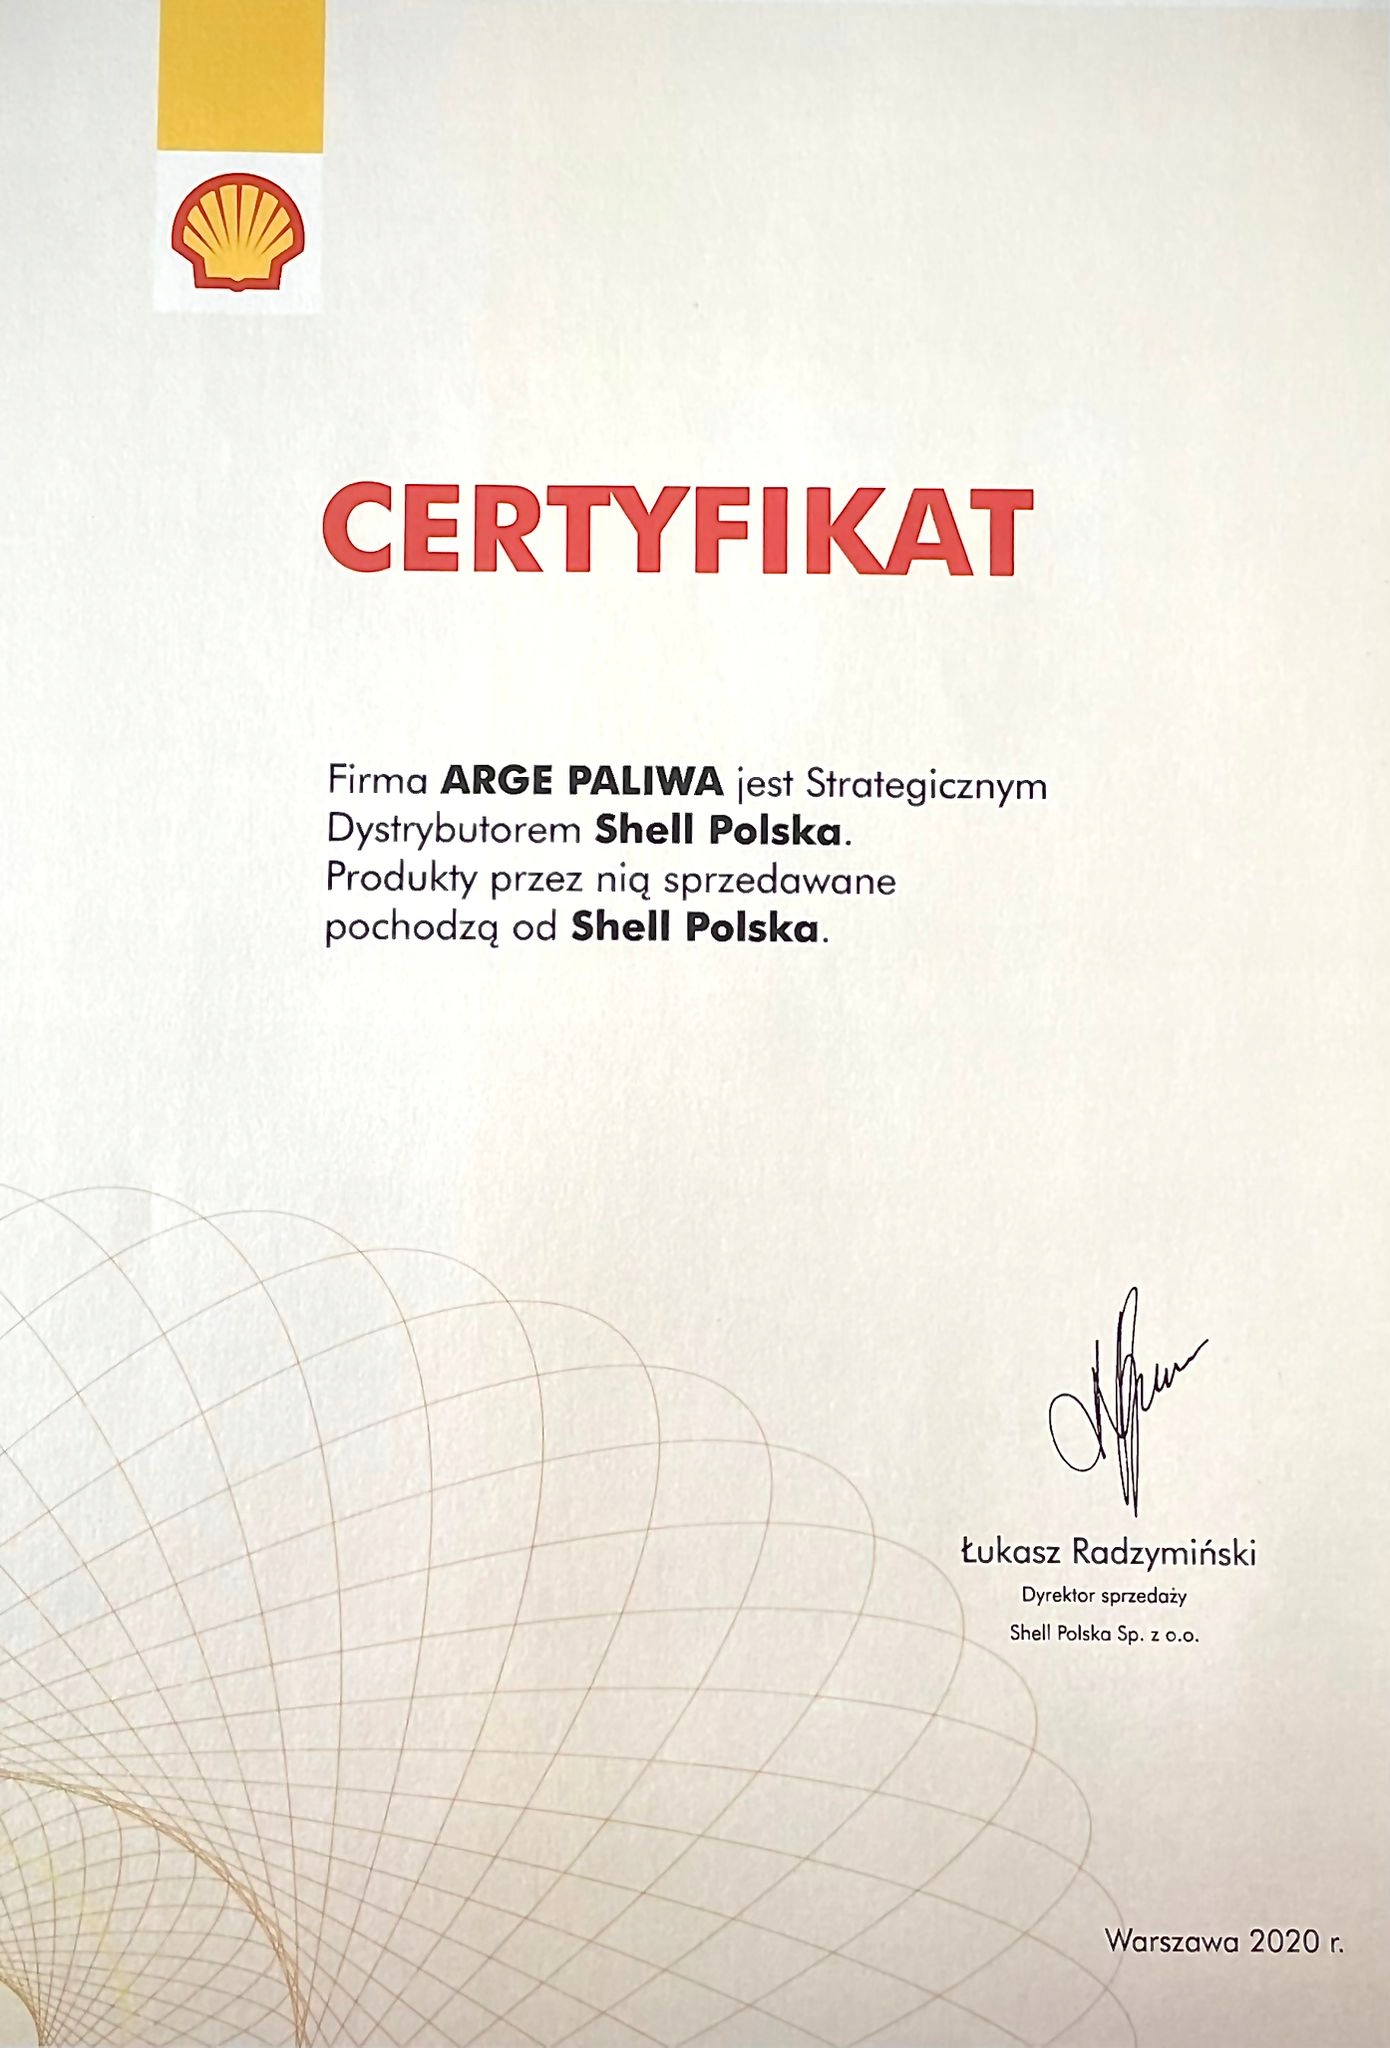 CERTYFIKAT
Firma ARGE PALIWA jest Strategicznym
Dystrybutorem Shell Polska.
Produkty przez nią sprzedawane
pochodzą od Shell Polska.
Łukasz Radzymiński
Dyrektor sprzedaży
Shell Polska Sp. z o.o.
Warszawa 2020 r.